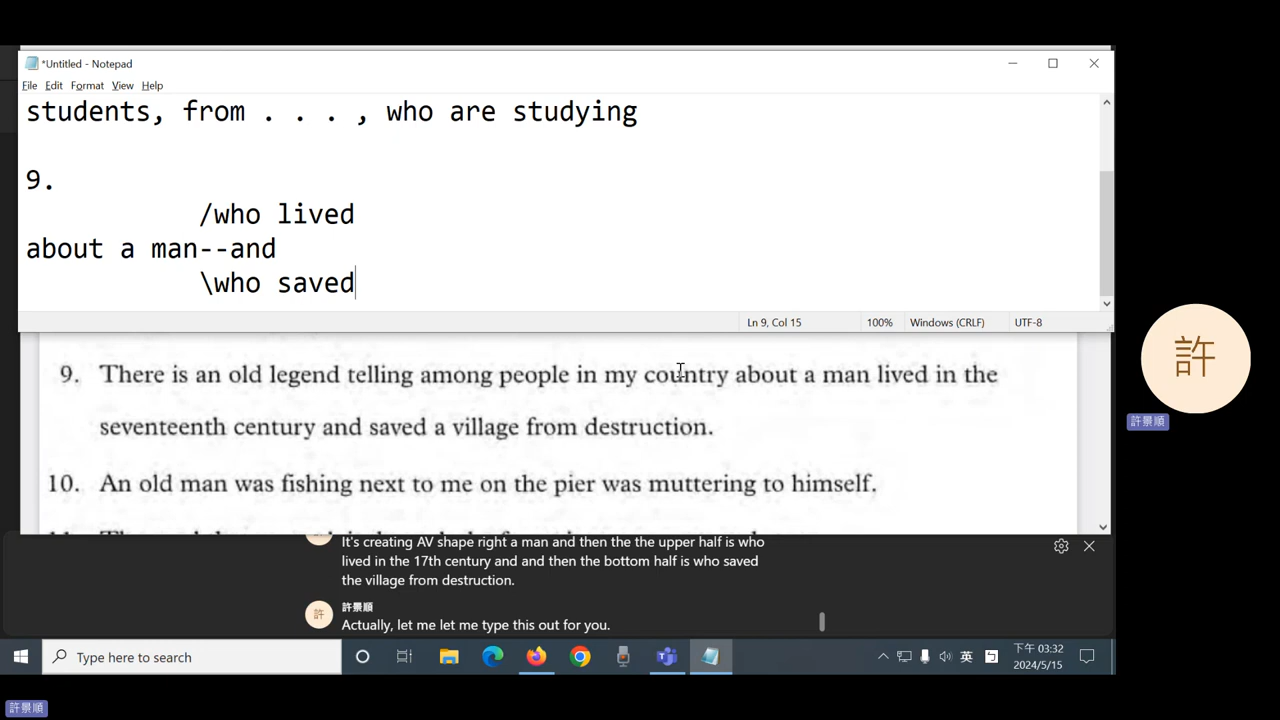 *Untitled - Notepad
File Edit Format View Help
students, from . . . , who are studying
9.
/who lived
about a man--and
\who saved
Ln 9, Col 15 100% Windows (CRLF) UTF-8
9. There is an old legend telling among people in my country about a man lived in the
seventeenth century and saved a village from destruction.
10. An old man was fishing next to me on the pier was muttering to himself.
It's creating AV shape right a man and then the the upper half is who
lived in the 17th century and and then the bottom half is who saved
the village from destruction.
許 許景順
Actually, let me let me type this out for you.
許
許景順
Type here to search
英
下午 03:32
2024/5/15
許景順